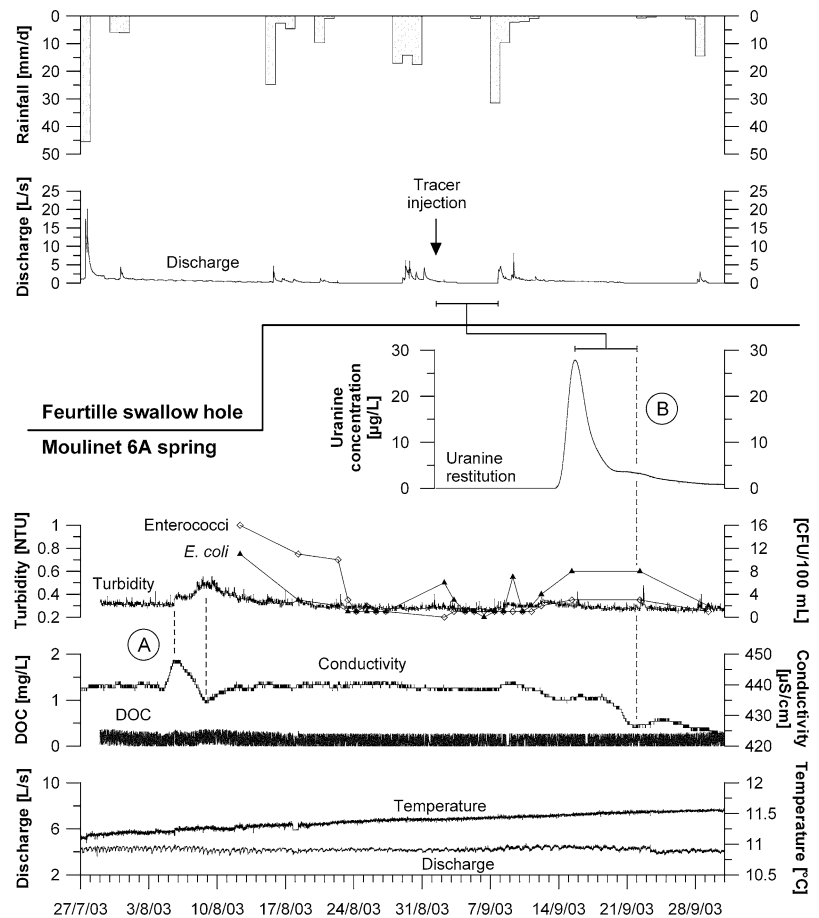 Rainfall [mm/d]
0
10
20
30
40
50
0
10
20
30
40
50
Discharge [L/s]
25
20
15
10
5
0
Tracer
injection
Discharge
25
20
15
10
5
0
Feurtille swallow hole
Moulinet 6A spring
Uranine
concentration
[µg/L]
30
20
10
0
Uranine
restitution
B
30
20
10
0
Turbidity [NTU]
1
0.8
0.6
0.4
0.2
Enterococci
E. coli
Turbidity
16
12
8
4
0
[CFU/100 mL]
A
DOC [mg/L]
2
1
0
Conductivity
DOC
450
440
430
420
Conductivity
[µS/cm]
Discharge [L/s]
10
6
2
Temperature
Discharge
12
11.5
11
10.5
Temperature [°C]
27/7/03 3/8/03 10/8/03 17/8/03 24/8/03 31/8/03 7/9/03 14/9/03 21/9/03 28/9/03